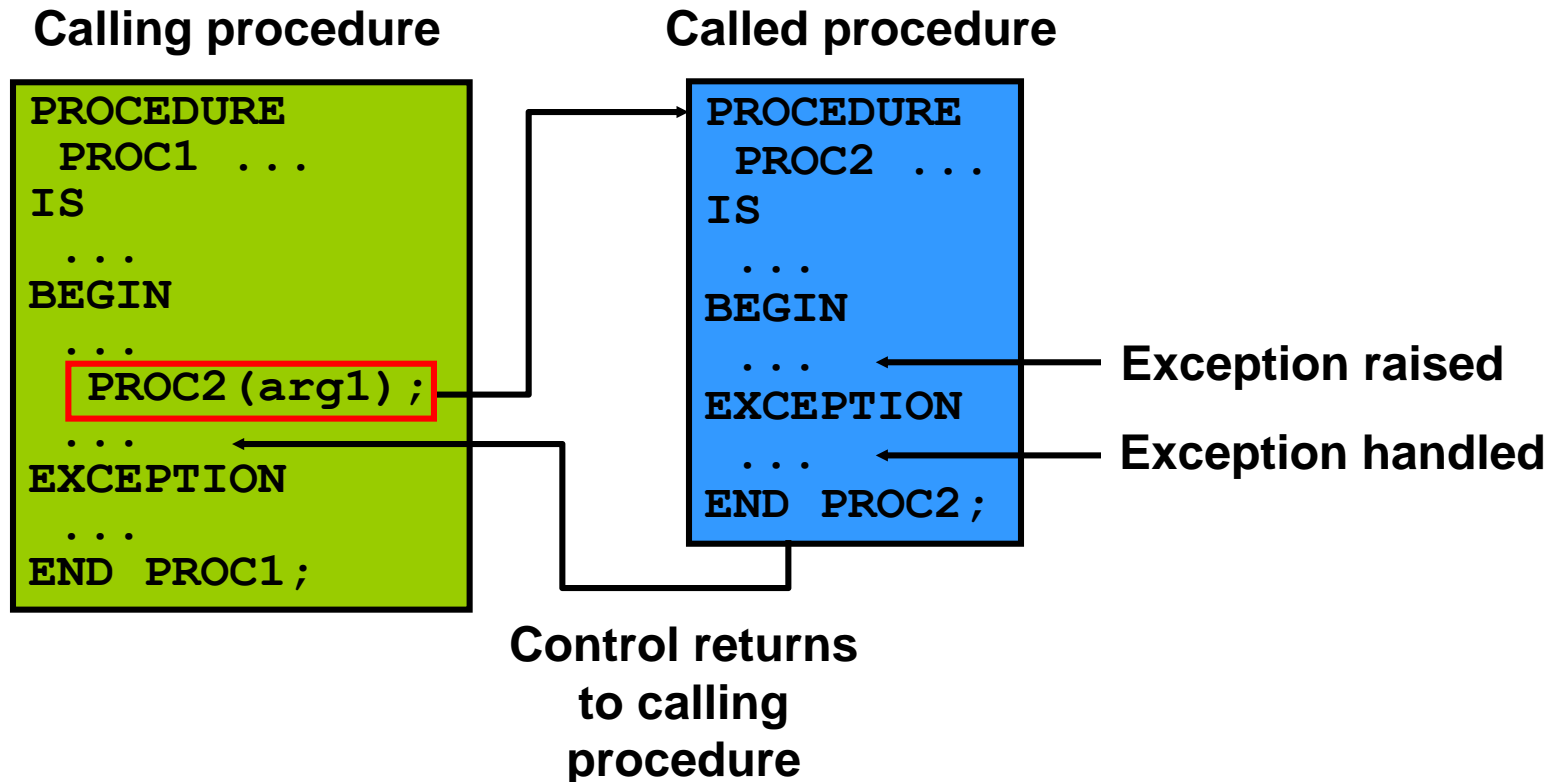 Calling procedure
PROCEDURE
PROC1 ...
IS
...
BEGIN
...
PROC2(arg1);
...
EXCEPTION
...
END PROC1;
Called procedure
PROCEDURE
PROC2 ...
IS
...
BEGIN
...
EXCEPTION
...
END PROC2;
Exception raised
Exception handled
Control returns
to calling
procedure